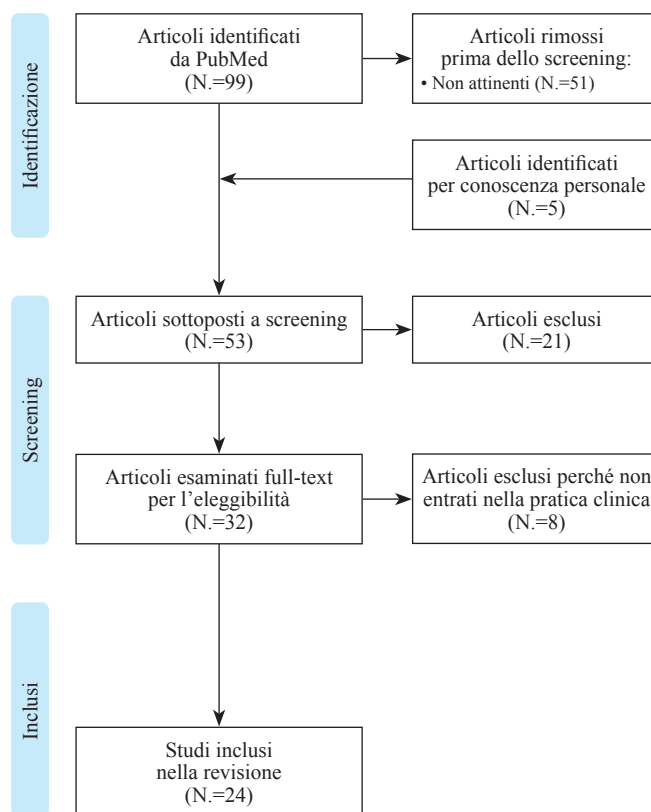 Identificazione
Articoli identificati
da PubMed
(N.=99)
Articoli rimossi
prima dello screening:
• Non attinenti (N.=51)
Articoli identificati
per conoscenza personale
(N.=5)
Screening
Articoli sottoposti a screening
(N.=53)
Articoli esclusi
(N.=21)
Articoli esaminati full-text
per l’eleggibilità
(N.=32)
Articoli esclusi perché non
entrati nella pratica clinica
(N.=8)
Inclusi
Studi inclusi
nella revisione
(N.=24)